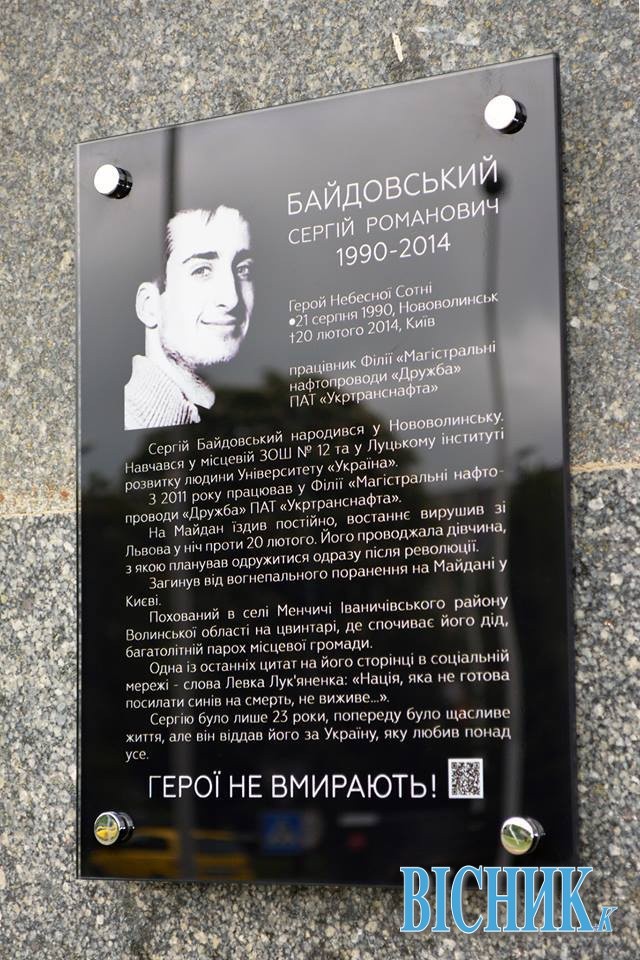 БАЙДОВСЬКИЙ
СЕРГІЙ РОМАНОВИЧ
1990-2014
Герой Небесної Сотні
•21 серпня 1990, Нововолинськ
†20 лютого 2014, Київ
працівник Філії «Магістральні
нафтопроводи «Дружба»
ПАТ «Укртранснафта»
Сергій Байдовський народився у Нововолинську.
Навчався у місцевій ЗОШ № 12 та у Луцькому інституті
розвитку людини Університету «Україна».
З 2011 року працював у Філії «Магістральні нафто-
проводи «Дружба» ПАТ «Укртранснафта».
На Майдан їздив постійно, востаннє вирушив зі
Львова у ніч проти 20 лютого. Його проводжала дівчина,
з якою планував одружитися одразу після революції.
Загинув від вогнепального поранення на Майдані у
Києві.
Похований в селі Менчичі Іваничівського району
Волинської області на цвинтарі, де спочиває його дід,
багатолітній парох місцевої громади.
Одна із останніх цитат на його сторінці в соціальній
мережі - слова Левка Лук'яненка: «Нація, яка не готова
посилати синів на смерть, не виживе...».
Сергію було лише 23 роки, попереду було щасливе
життя, але він віддав його за Україну, яку любив понад
усе.
ГЕРОЇ НЕ ВМИРАЮТЬ!
ВІСНИК.К